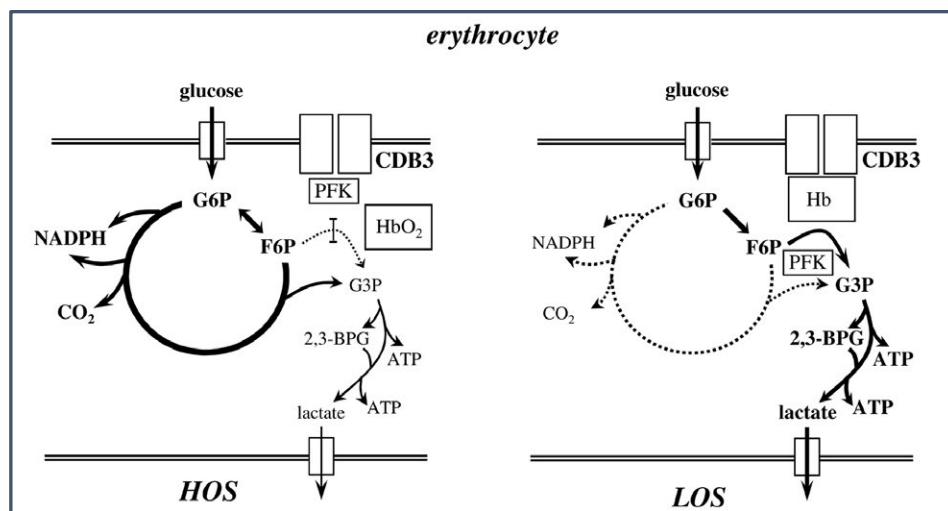 erythrocyte
glucose
CDB3
PFK
G6P
HbO₂
NADPH
F6P
G3P
CO₂
2,3-BPG
ATP
lactate
ATP
HOS
glucose
CDB3
Hb
G6P
NADPH
F6P
PFK
G3P
CO₂
2,3-BPG
ATP
lactate
ATP
LOS